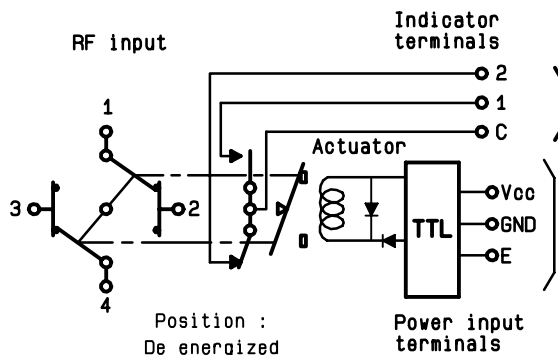 RF input
Indicator
terminals
2
1
C
1
Actuator
3
2
4
TTL
Vcc
GND
E
Position :
De energized
Power input
terminals